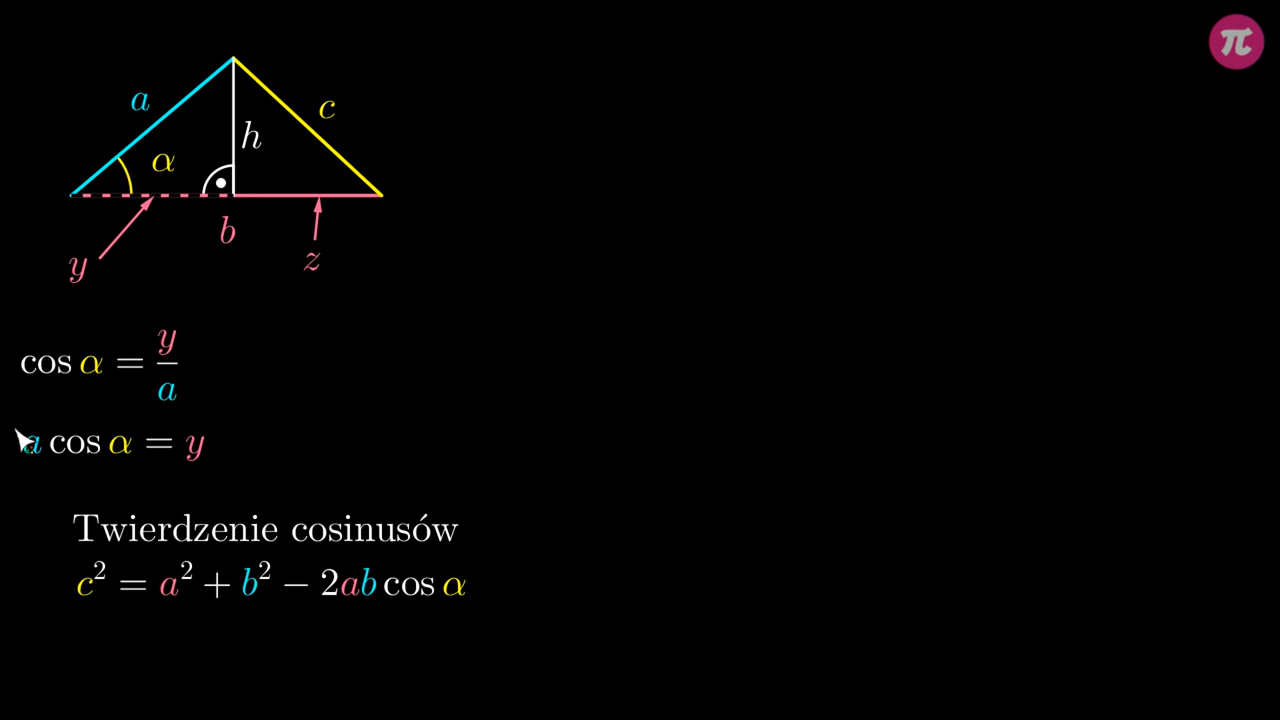 π
a
c
h
α
b
y
z
cos α = y/a
a cos α = y
Twierdzenie cosinusów
c² = a² + b² − 2ab cos α